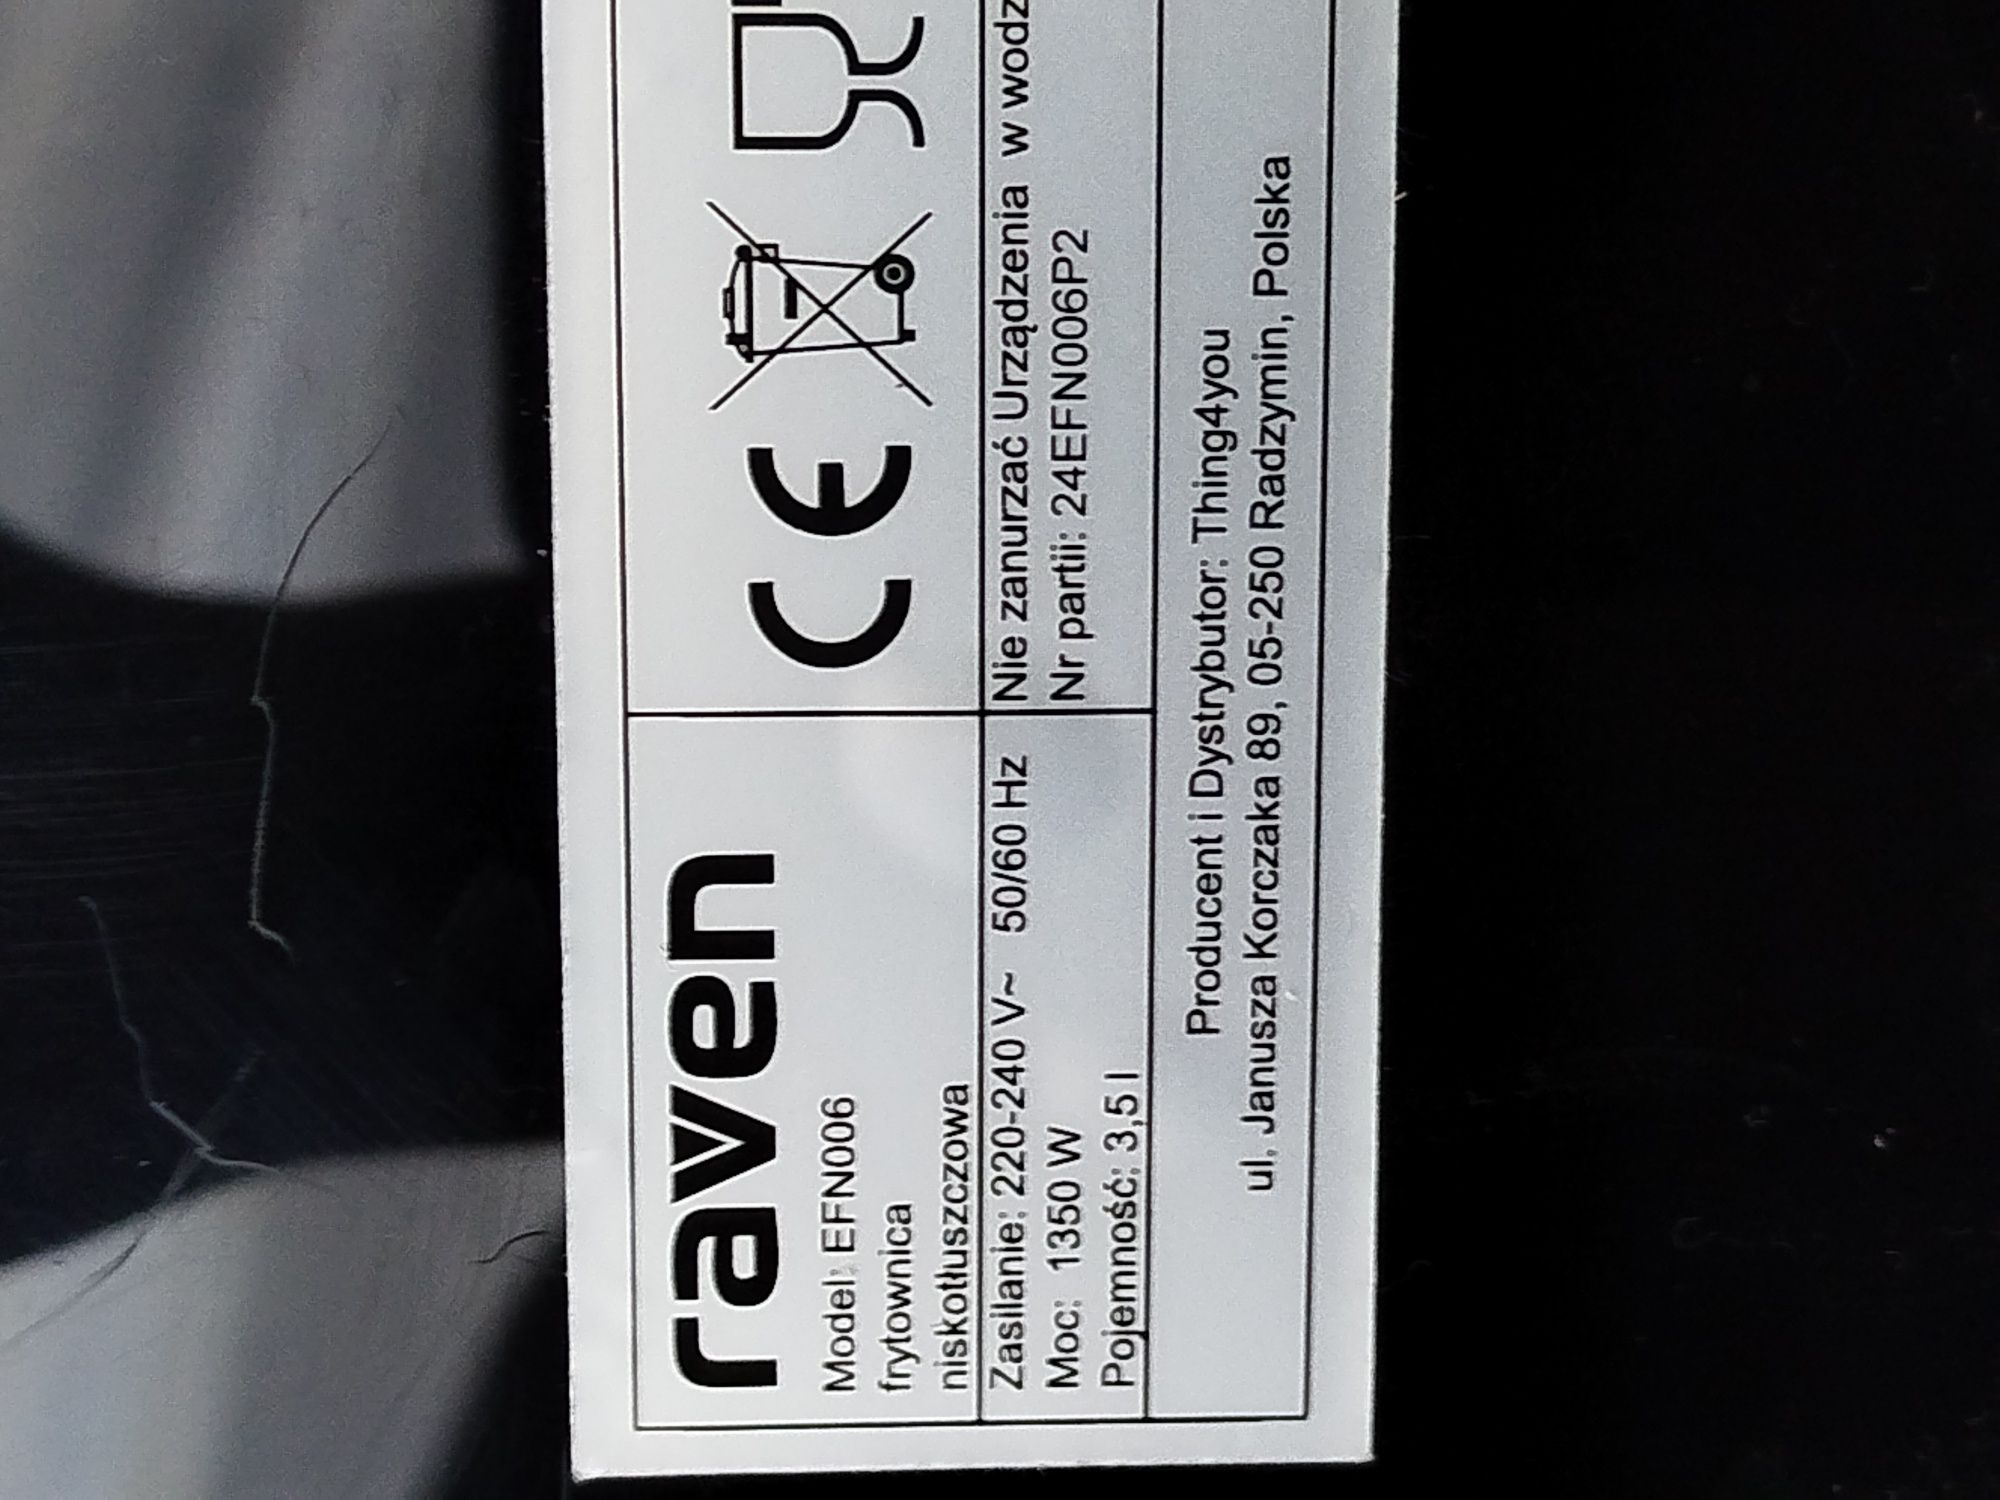 raven
Model: EFN006
frytownica
niskotłuszczowa
CE
Zasilanie: 220-240 V~ 50/60 Hz
Moc: 1350 W
Pojemność: 3,5 l
Nie zanurzać Urządzenia w
Nr partii: 24EFN006P2
Producent i Dystrybutor: Thing4you
ul. Janusza Korczaka 89, 05-250 Radzymin, Polska